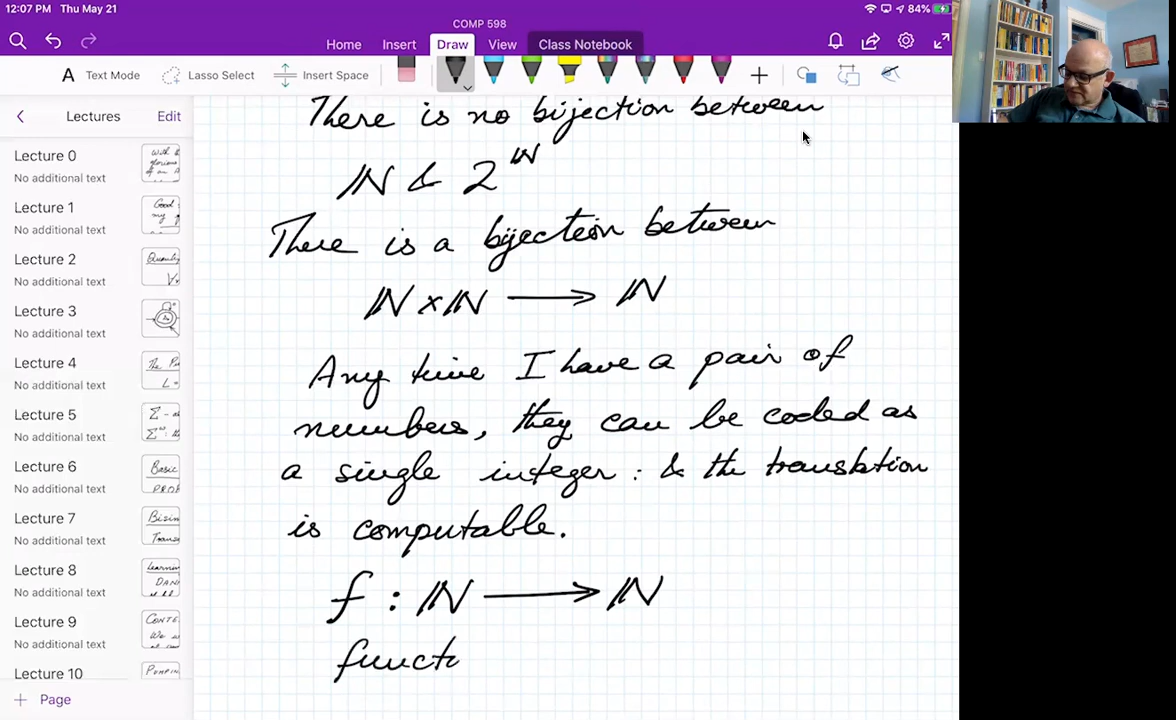 12:07 PM Thu May 21
84%
COMP 598
Home Insert Draw View Class Notebook
A Text Mode Lasso Select Insert Space
Lectures Edit
Lecture 0
No additional text
Lecture 1
No additional text
Lecture 2
No additional text
Lecture 3
No additional text
Lecture 4
No additional text
Lecture 5
No additional text
Lecture 6
No additional text
Lecture 7
No additional text
Lecture 8
No additional text
Lecture 9
No additional text
Lecture 10
+ Page
There is no bijection between
ℕ & 2^ℕ
There is a bijection between
ℕ × ℕ ⟶ ℕ
Any time I have a pair of
numbers, they can be coded as
a single integer : & the translation
is computable.
f : ℕ ⟶ ℕ
functi